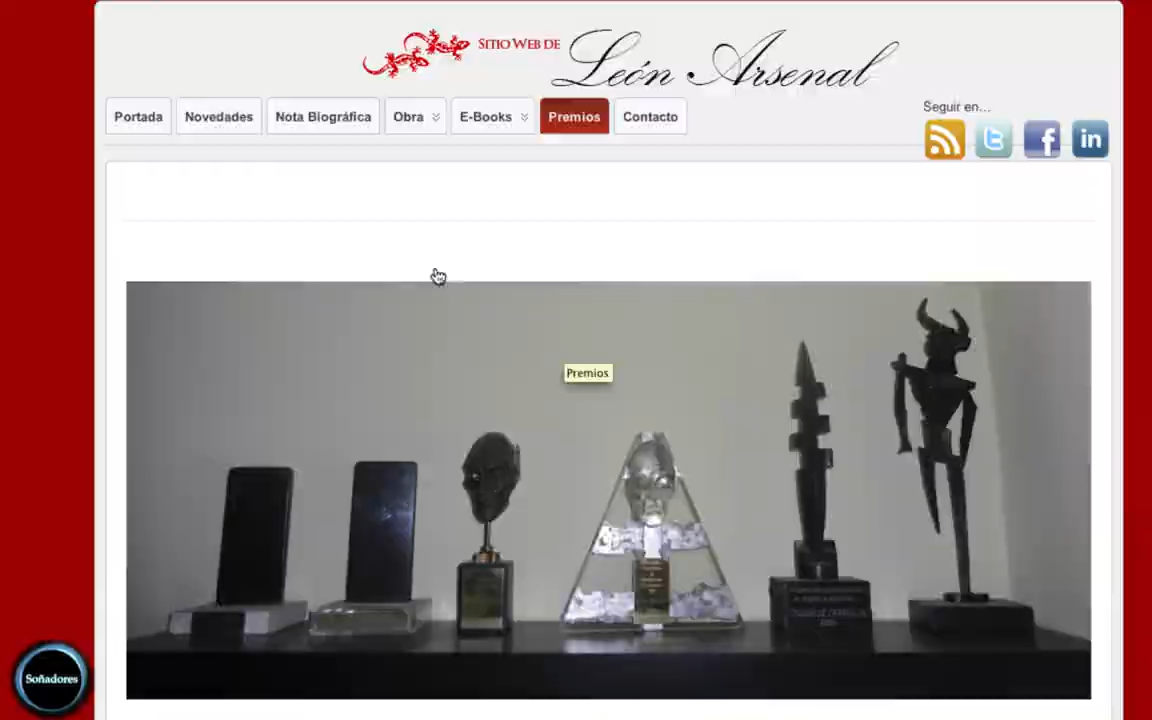 SITIO WEB DE León Arsenal
Portada Novedades Nota Biográfica Obra E-Books Premios Contacto
Seguir en...
Premios
Soñadores